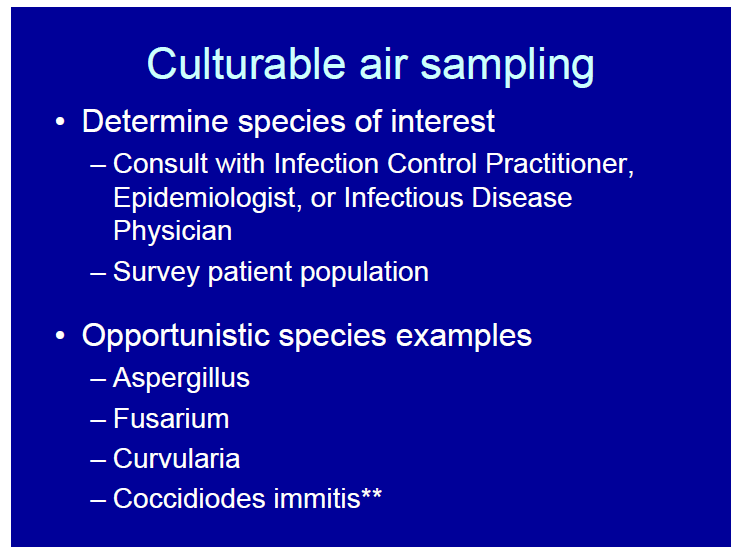 Culturable air sampling
• Determine species of interest
– Consult with Infection Control Practitioner,
Epidemiologist, or Infectious Disease
Physician
– Survey patient population
• Opportunistic species examples
– Aspergillus
– Fusarium
– Curvularia
– Coccidiodes immitis**